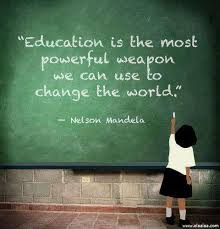 “Education is the most
powerful weapon
we can use to
change the world.”
— Nelson Mandela